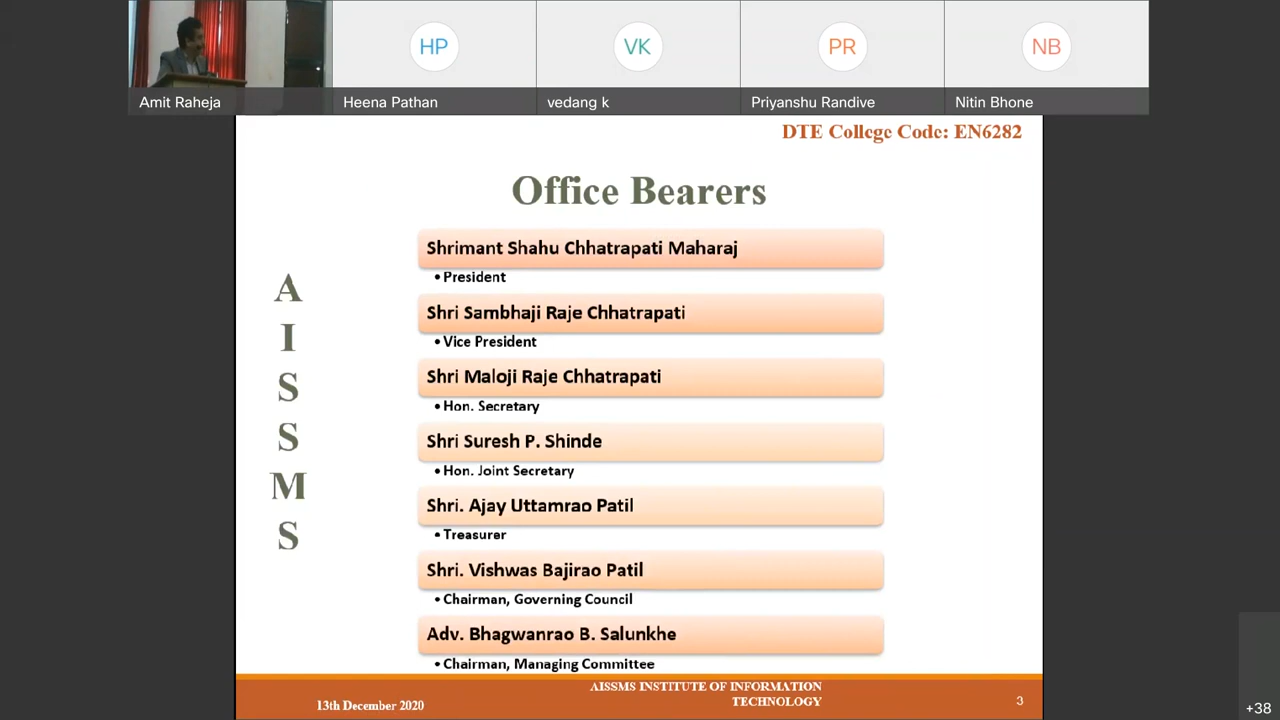 HP
VK
PR
NB
Amit Raheja
Heena Pathan
vedang k
Priyanshu Randive
Nitin Bhone
DTE College Code: EN6282
Office Bearers
A
I
S
S
M
S
Shrimant Shahu Chhatrapati Maharaj
• President
Shri Sambhaji Raje Chhatrapati
• Vice President
Shri Maloji Raje Chhatrapati
• Hon. Secretary
Shri Suresh P. Shinde
• Hon. Joint Secretary
Shri. Ajay Uttamrao Patil
• Treasurer
Shri. Vishwas Bajirao Patil
• Chairman, Governing Council
Adv. Bhagwanrao B. Salunkhe
• Chairman, Managing Committee
13th December 2020
AISSMS INSTITUTE OF INFORMATION
TECHNOLOGY
3
+38